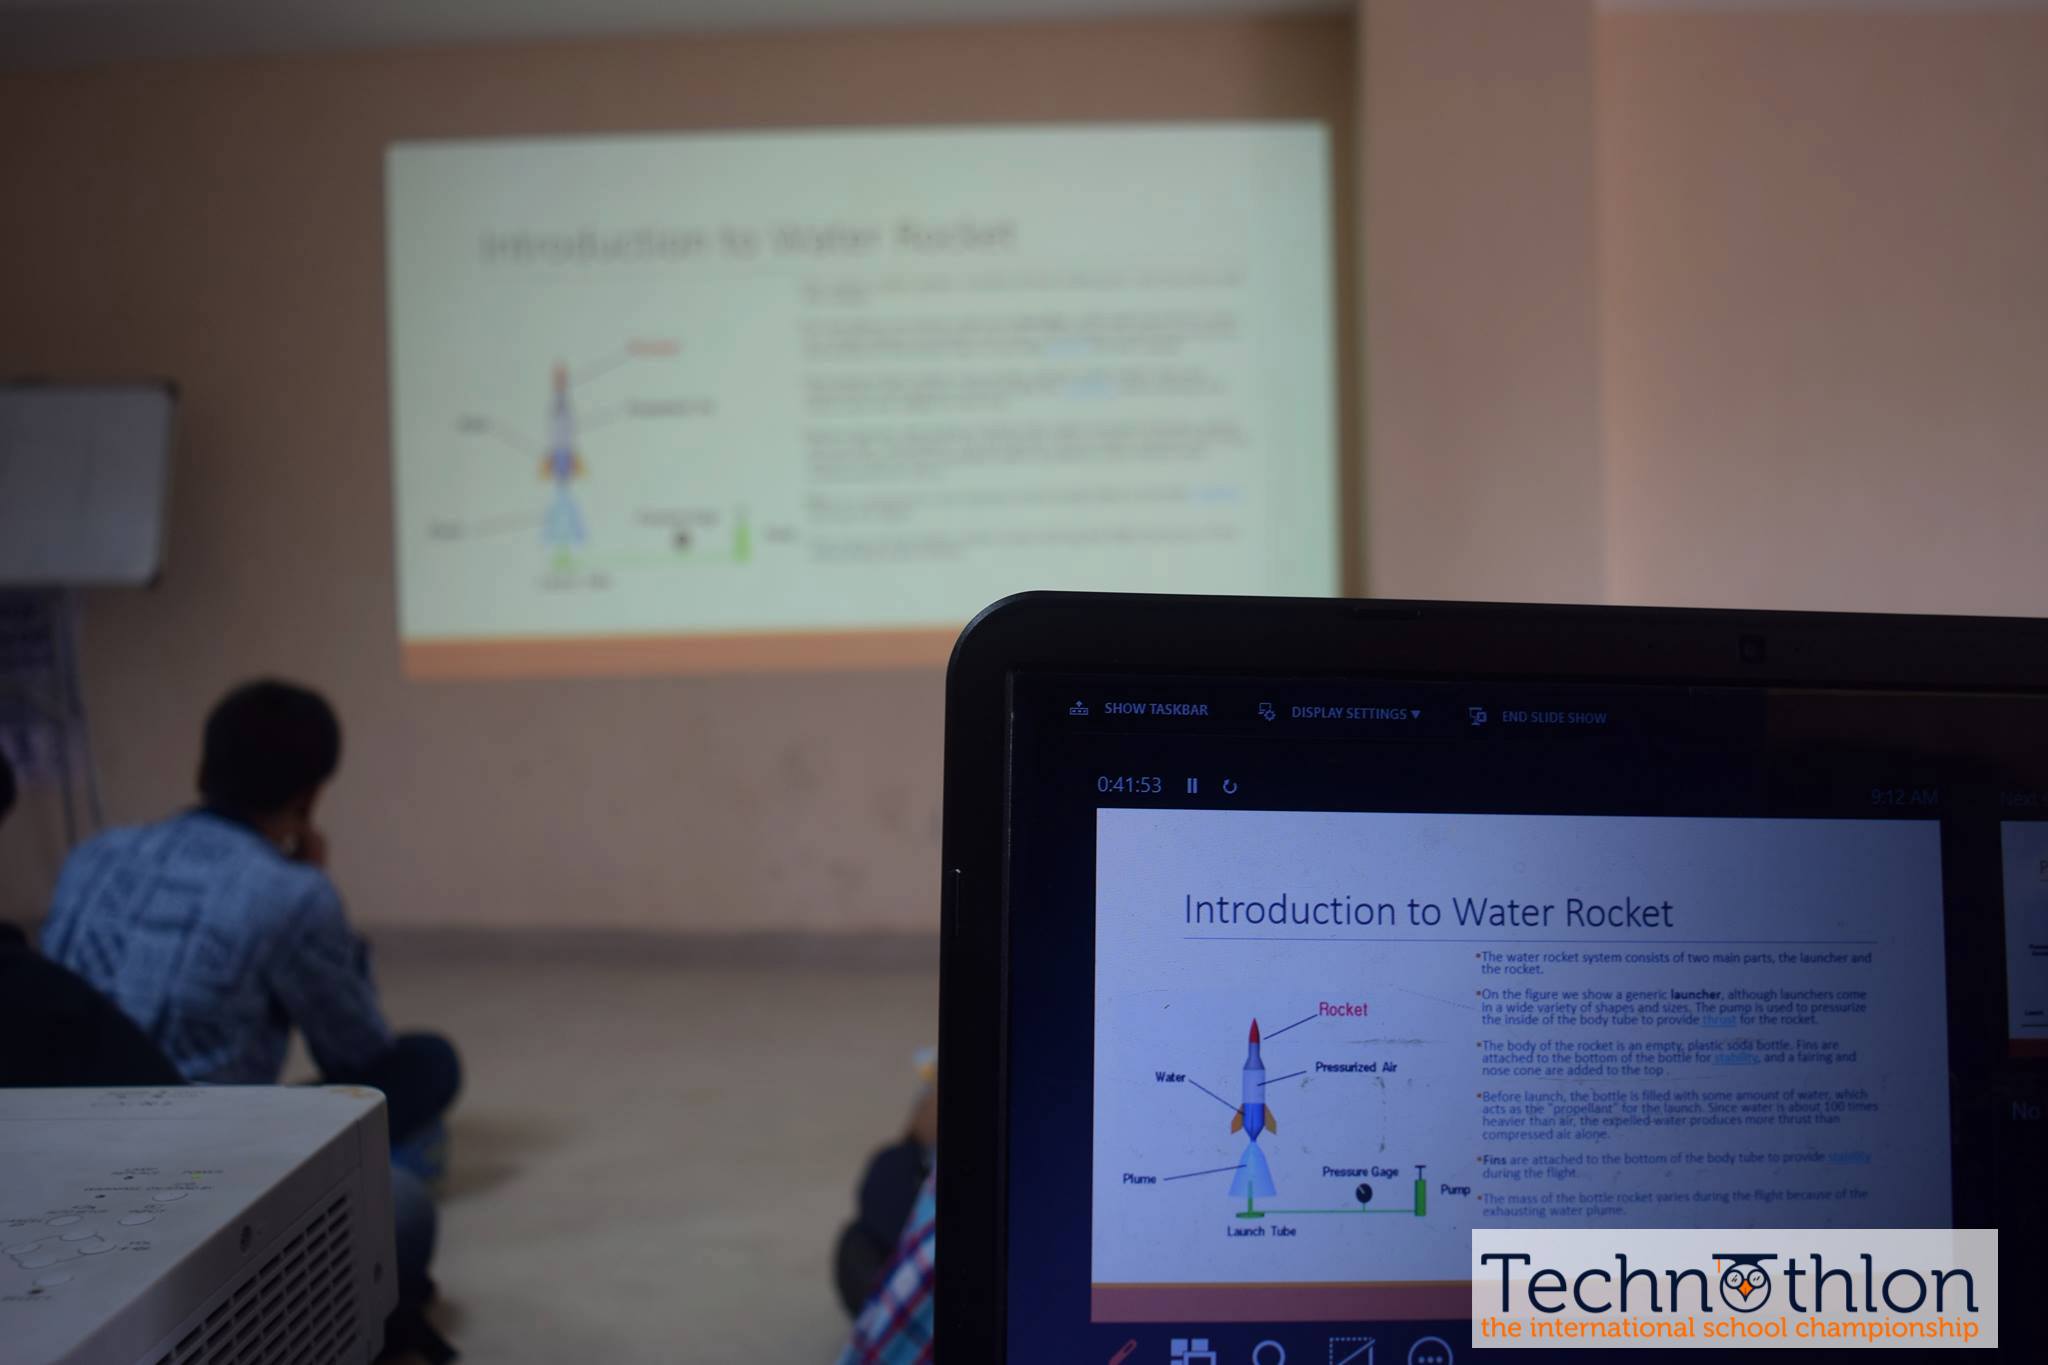 Introduction to Water Rocket
SHOW TASKBAR
DISPLAY SETTINGS ▼
END SLIDE SHOW
0:41:53
9:12 AM
Next
Introduction to Water Rocket
Rocket
Pressurized Air
Water
Plume
Pressure Gage
Pump
Launch Tube
▪The water rocket system consists of two main parts, the launcher and
the rocket.
▪On the figure we show a generic launcher, although launchers come
in a wide variety of shapes and sizes. The pump is used to pressurize
the inside of the body tube to provide thrust for the rocket.
▪The body of the rocket is an empty, plastic soda bottle. Fins are
attached to the bottom of the bottle for stability, and a fairing and
nose cone are added to the top .
▪Before launch, the bottle is filled with some amount of water, which
acts as the "propellant" for the launch. Since water is about 100 times
heavier than air, the expelled-water produces more thrust than
compressed air alone.
▪Fins are attached to the bottom of the body tube to provide stability
during the flight.
▪The mass of the bottle rocket varies during the flight because of the
exhausting water plume.
No
Technothlon
the international school championship